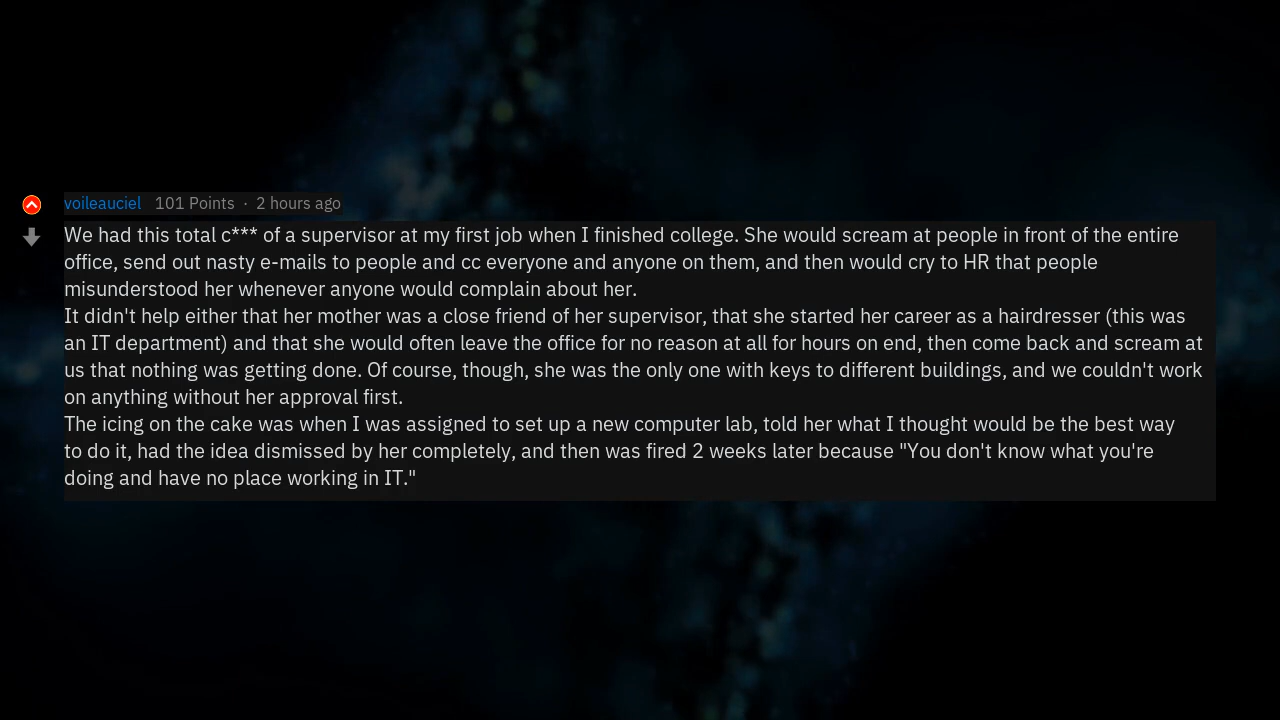 voileauciel 101 Points · 2 hours ago
We had this total c*** of a supervisor at my first job when I finished college. She would scream at people in front of the entire
office, send out nasty e-mails to people and cc everyone and anyone on them, and then would cry to HR that people
misunderstood her whenever anyone would complain about her.
It didn't help either that her mother was a close friend of her supervisor, that she started her career as a hairdresser (this was
an IT department) and that she would often leave the office for no reason at all for hours on end, then come back and scream at
us that nothing was getting done. Of course, though, she was the only one with keys to different buildings, and we couldn't work
on anything without her approval first.
The icing on the cake was when I was assigned to set up a new computer lab, told her what I thought would be the best way
to do it, had the idea dismissed by her completely, and then was fired 2 weeks later because "You don't know what you're
doing and have no place working in IT."